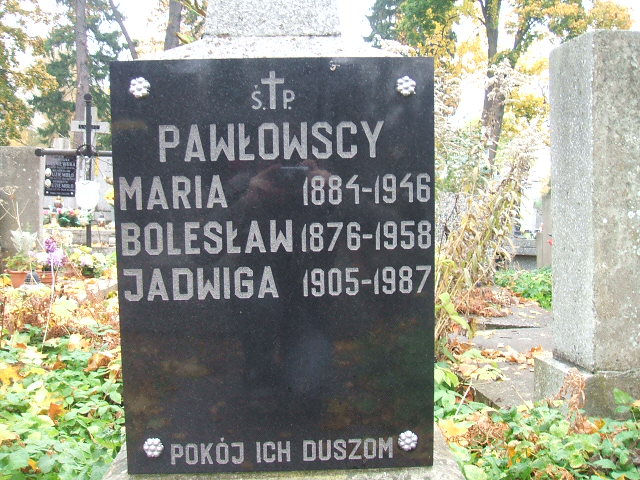 Ś.†P.
PAWŁOWSCY
MARIA 1884-1946
BOLESŁAW 1876-1958
JADWIGA 1905-1987
POKÓJ ICH DUSZOM